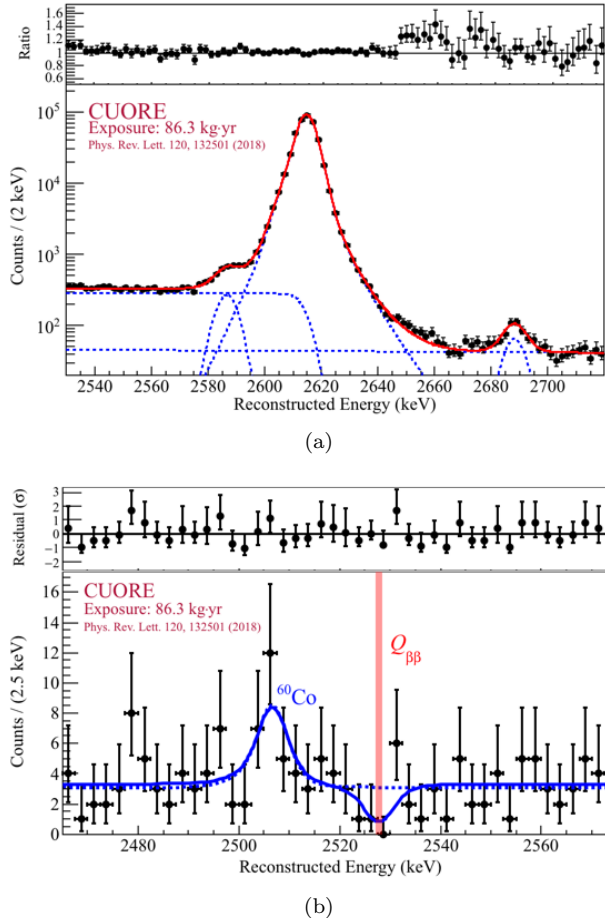 Ratio
1.6
1.4
1.2
1
0.8
0.6
CUORE
Exposure: 86.3 kg·yr
Phys. Rev. Lett. 120, 132501 (2018)
Counts / (2 keV)
10⁵
10⁴
10³
10²
2540 2560 2580 2600 2620 2640 2660 2680 2700
Reconstructed Energy (keV)
(a)
Residual (σ)
3
2
1
0
−1
−2
CUORE
Exposure: 86.3 kg·yr
Phys. Rev. Lett. 120, 132501 (2018)
Qββ
⁶⁰Co
Counts / (2.5 keV)
16
14
12
10
8
6
4
2
0
2480 2500 2520 2540 2560
Reconstructed Energy (keV)
(b)